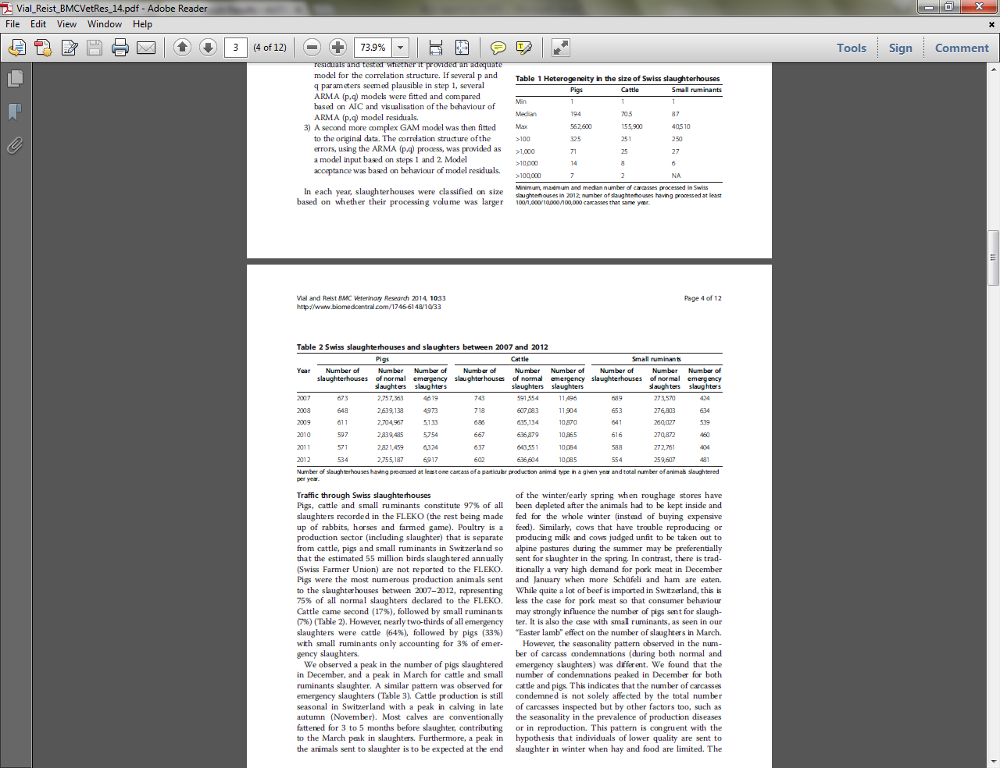 Vial_Reist_BMCVetRes_14.pdf - Adobe Reader
File Edit View Window Help
3 (4 of 12) 73.9% Tools Sign Comment
residuals and tested whether it provided an adequate
model for the correlation structure. If several p and
q parameters seemed plausible in step 1, several
ARMA (p,q) models were fitted and compared
based on AIC and visualisation of the behaviour of
ARMA (p,q) model residuals.
3) A second more complex GAM model was then fitted
to the original data. The correlation structure of the
errors, using the ARMA (p,q) process, was provided as
a model input based on steps 1 and 2. Model
acceptance was based on behaviour of model residuals.
In each year, slaughterhouses were classified on size
based on whether their processing volume was larger
Table 1 Heterogeneity in the size of Swiss slaughterhouses
Pigs Cattle Small ruminants
Min 1 1 1
Median 194 70.5 87
Max 562,600 155,900 40,510
>100 325 251 250
>1,000 71 25 27
>10,000 14 8 6
>100,000 7 2 NA
Minimum, maximum and median number of carcasses processed in Swiss
slaughterhouses in 2012; number of slaughterhouses having processed at least
100/1,000/10,000/100,000 carcasses that same year.
Vial and Reist BMC Veterinary Research 2014, 10:33 Page 4 of 12
http://www.biomedcentral.com/1746-6148/10/33
Table 2 Swiss slaughterhouses and slaughters between 2007 and 2012
Pigs Cattle Small ruminants
Year Number of Number Number of Number of Number Number of Number of Number Number of
slaughterhouses of normal emergency slaughterhouses of normal emergency slaughterhouses of normal emergency
slaughters slaughters slaughters slaughters slaughters slaughters
2007 673 2,757,363 4,619 743 591,554 11,496 689 273,570 424
2008 648 2,639,138 4,973 718 607,083 11,904 653 276,803 634
2009 611 2,704,967 5,133 686 635,134 10,870 641 260,027 539
2010 597 2,839,485 5,754 667 636,879 10,865 616 270,872 460
2011 571 2,821,459 6,324 637 643,551 10,084 588 272,761 404
2012 534 2,755,187 6,917 602 636,604 10,085 554 259,607 481
Number of slaughterhouses having processed at least one carcass of a particular production animal type in a given year and total number of animals slaughtered
per year.
Traffic through Swiss slaughterhouses
Pigs, cattle and small ruminants constitute 97% of all
slaughters recorded in the FLEKO (the rest being made
up of rabbits, horses and farmed game). Poultry is a
production sector (including slaughter) that is separate
from cattle, pigs and small ruminants in Switzerland so
that the estimated 55 million birds slaughtered annually
(Swiss Farmer Union) are not reported to the FLEKO.
Pigs were the most numerous production animals sent
to the slaughterhouses between 2007–2012, representing
75% of all normal slaughters declared to the FLEKO.
Cattle came second (17%), followed by small ruminants
(7%) (Table 2). However, nearly two-thirds of all emergency
slaughters were cattle (64%), followed by pigs (33%)
with small ruminants only accounting for 3% of emer-
gency slaughters.
We observed a peak in the number of pigs slaughtered
in December, and a peak in March for cattle and small
ruminants slaughter. A similar pattern was observed for
emergency slaughters (Table 3). Cattle production is still
seasonal in Switzerland with a peak in calving in late
autumn (November). Most calves are conventionally
fattened for 3 to 5 months before slaughter, contributing
to the March peak in slaughters. Furthermore, a peak in
the animals sent to slaughter is to be expected at the end
of the winter/early spring when roughage stores have
been depleted after the animals had to be kept inside and
fed for the whole winter (instead of buying expensive
feed). Similarly, cows that have trouble reproducing or
producing milk and cows judged unfit to be taken out to
alpine pastures during the summer may be preferentially
sent for slaughter in the spring. In contrast, there is trad-
itionally a very high demand for pork meat in December
and January when more Schüfeli and ham are eaten.
While quite a lot of beef is imported in Switzerland, this is
less the case for pork meat so that consumer behaviour
may strongly influence the number of pigs sent for slaugh-
ter. It is also the case with small ruminants, as seen in our
“Easter lamb” effect on the number of slaughters in March.
However, the seasonality pattern observed in the num-
ber of carcass condemnations (during both normal and
emergency slaughters) was different. We found that the
number of condemnations peaked in December for both
cattle and pigs. This indicates that the number of carcasses
condemned is not solely affected by the total number
of carcasses inspected but by other factors too, such as
the seasonality in the prevalence of production diseases
or in reproduction. This pattern is congruent with the
hypothesis that individuals of lower quality are sent to
slaughter in winter when hay and food are limited. The